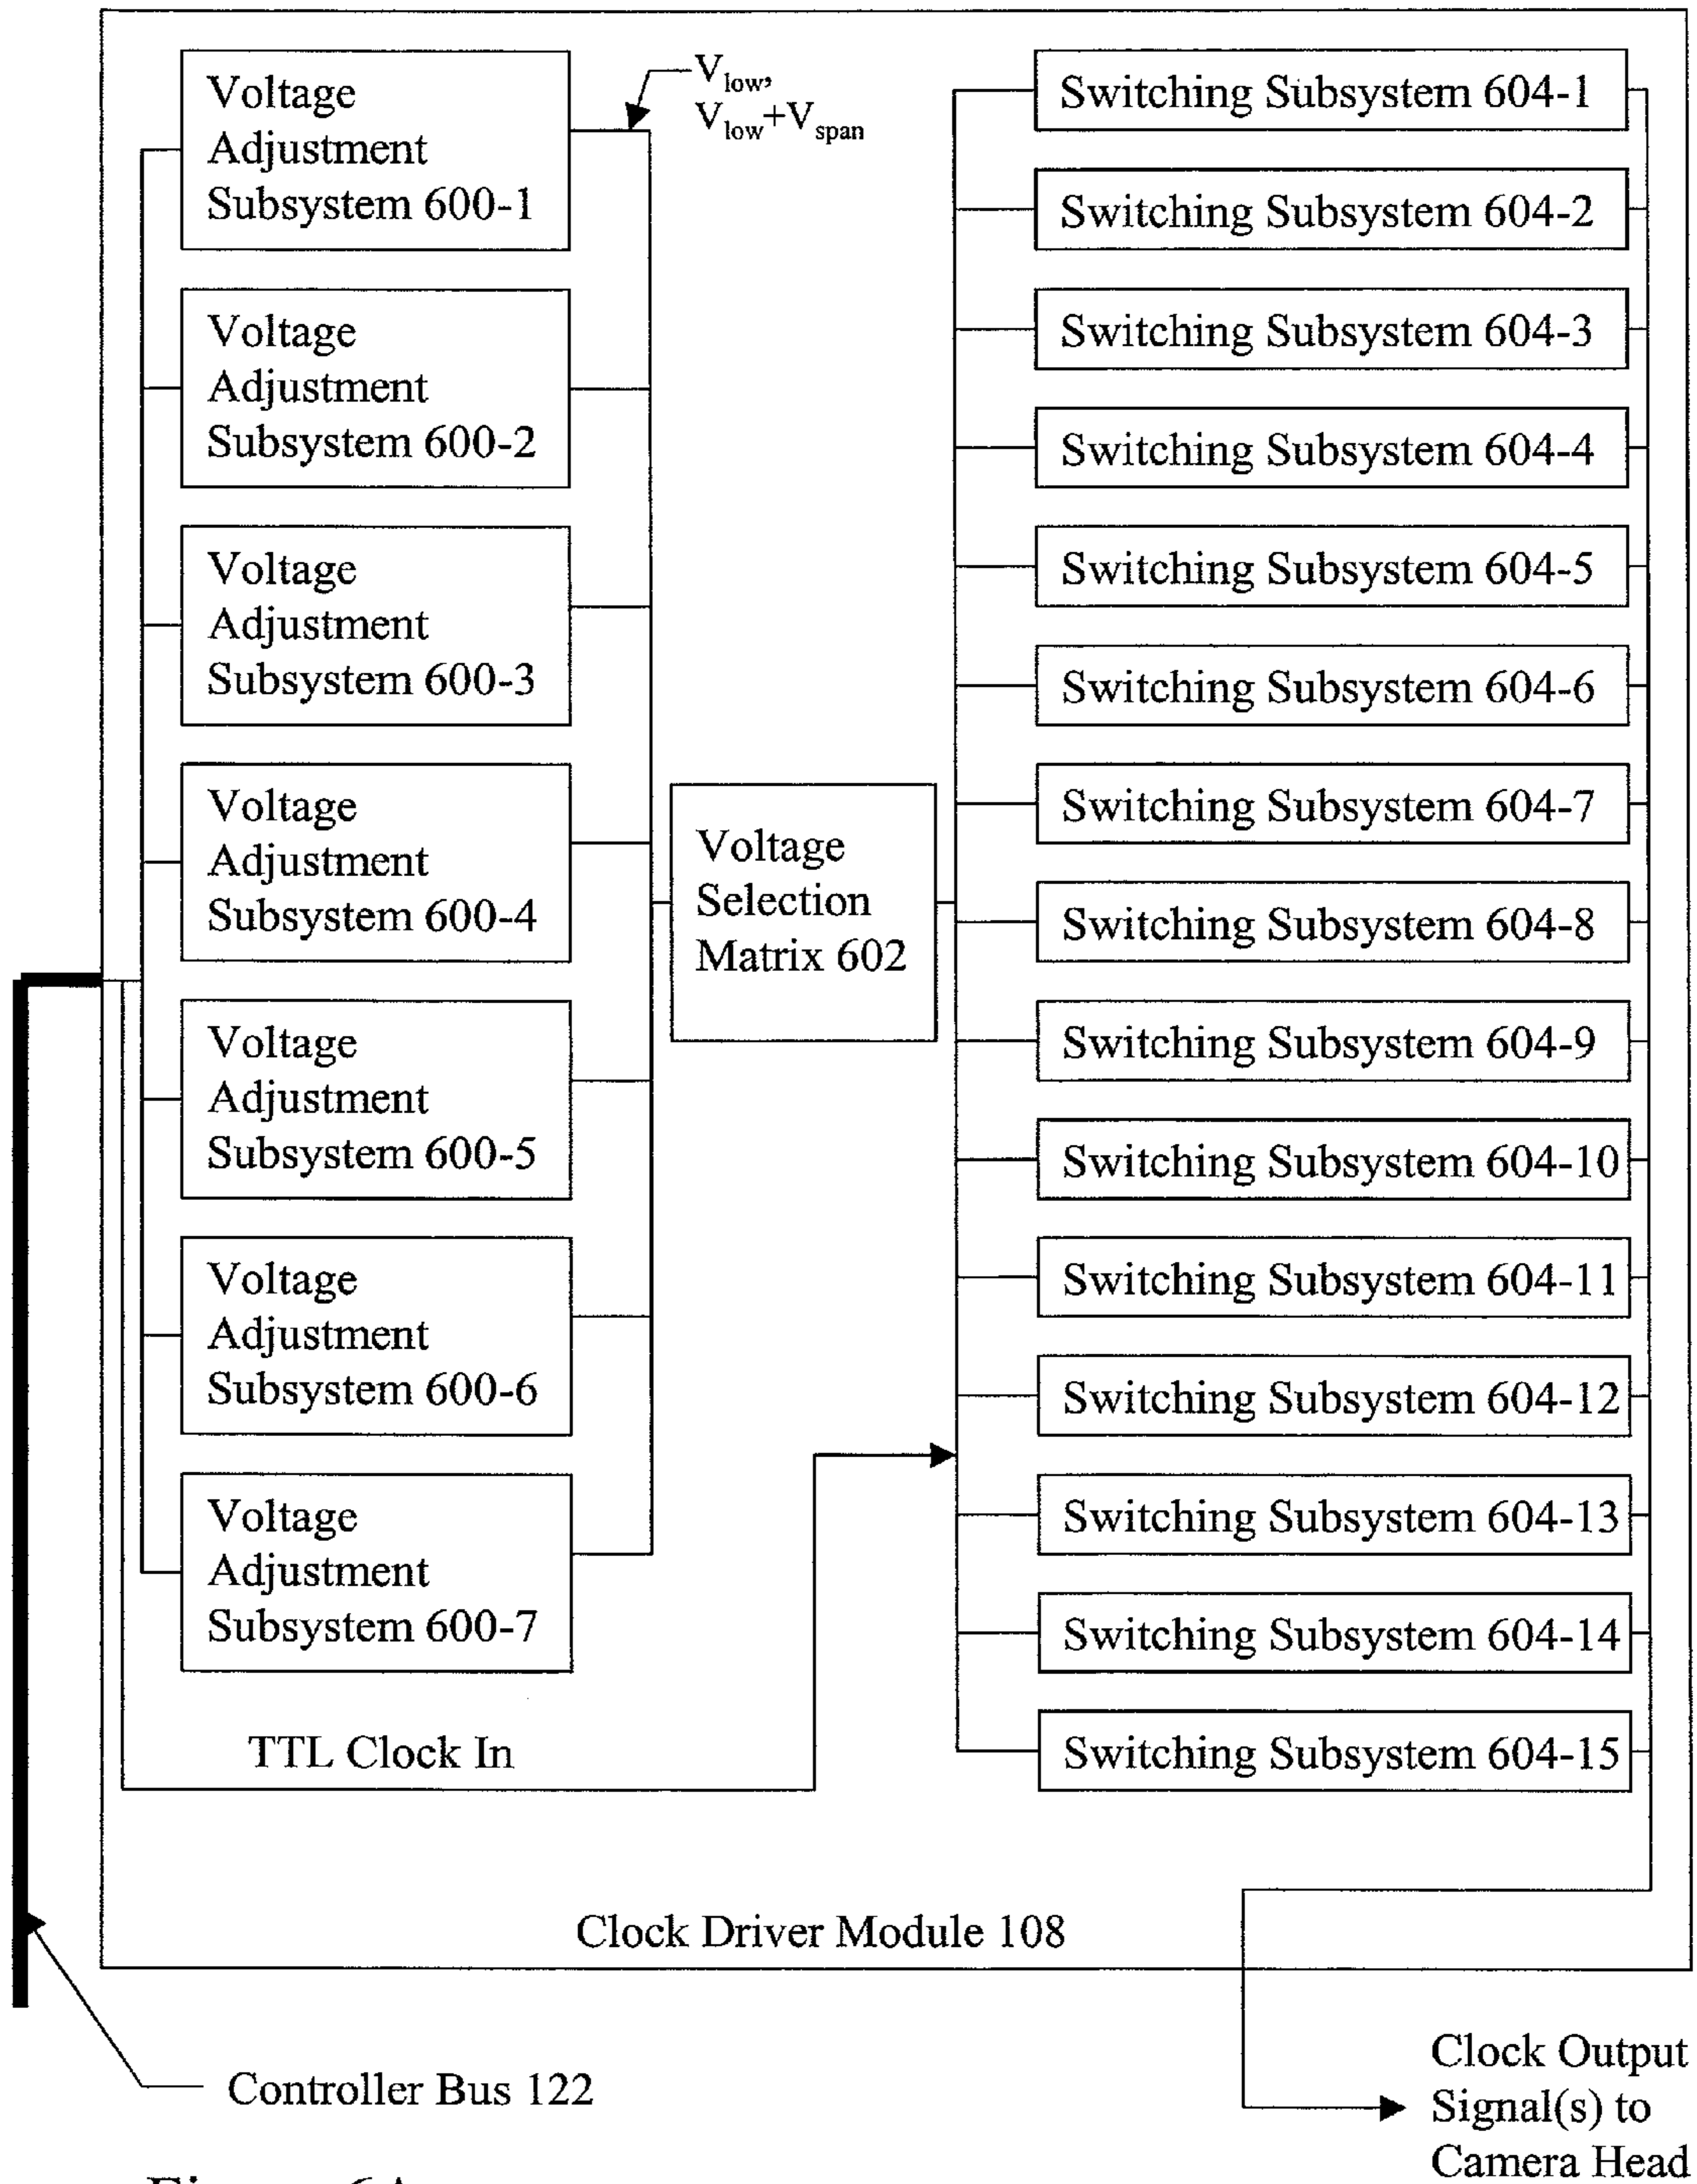 Voltage
Adjustment
Subsystem 600-1
Voltage
Adjustment
Subsystem 600-2
Voltage
Adjustment
Subsystem 600-3
Voltage
Adjustment
Subsystem 600-4
Voltage
Adjustment
Subsystem 600-5
Voltage
Adjustment
Subsystem 600-6
Voltage
Adjustment
Subsystem 600-7
TTL Clock In
Vlow,
Vlow+Vspan
Voltage
Selection
Matrix 602
Switching Subsystem 604-1
Switching Subsystem 604-2
Switching Subsystem 604-3
Switching Subsystem 604-4
Switching Subsystem 604-5
Switching Subsystem 604-6
Switching Subsystem 604-7
Switching Subsystem 604-8
Switching Subsystem 604-9
Switching Subsystem 604-10
Switching Subsystem 604-11
Switching Subsystem 604-12
Switching Subsystem 604-13
Switching Subsystem 604-14
Switching Subsystem 604-15
Clock Driver Module 108
Controller Bus 122
Clock Output
Signal(s) to
Camera Head